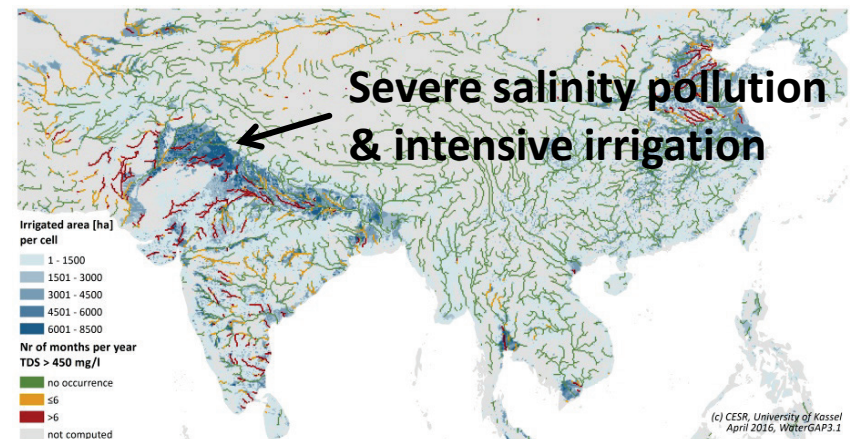 Severe salinity pollution
& intensive irrigation
Irrigated area [ha]
per cell
1 - 1500
1501 - 3000
3001 - 4500
4501 - 6000
6001 - 8500
Nr of months per year
TDS > 450 mg/l
no occurrence
≤6
>6
not computed
(c) CESR, University of Kassel
April 2016, WaterGAP3.1